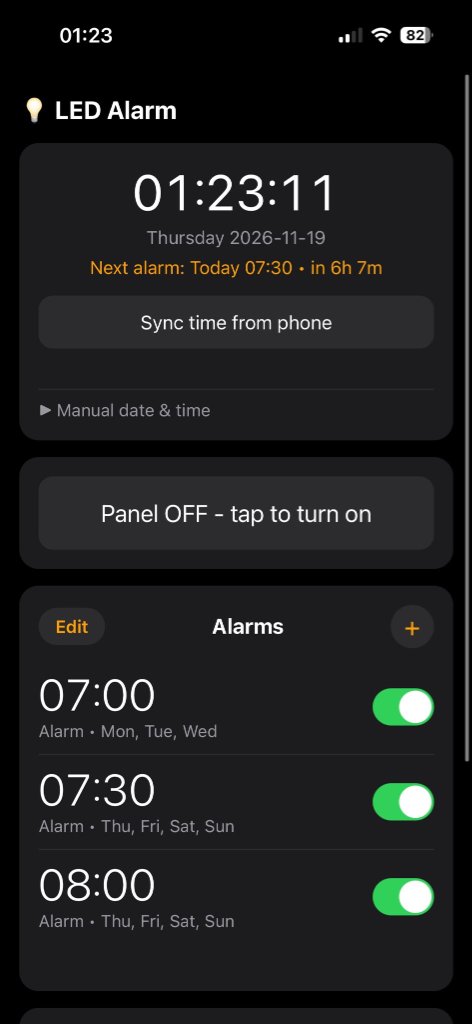 01:23
82
LED Alarm
01:23:11
Thursday 2026-11-19
Next alarm: Today 07:30 • in 6h 7m
Sync time from phone
Manual date & time
Panel OFF - tap to turn on
Edit
Alarms
+
07:00
Alarm • Mon, Tue, Wed
07:30
Alarm • Thu, Fri, Sat, Sun
08:00
Alarm • Thu, Fri, Sat, Sun